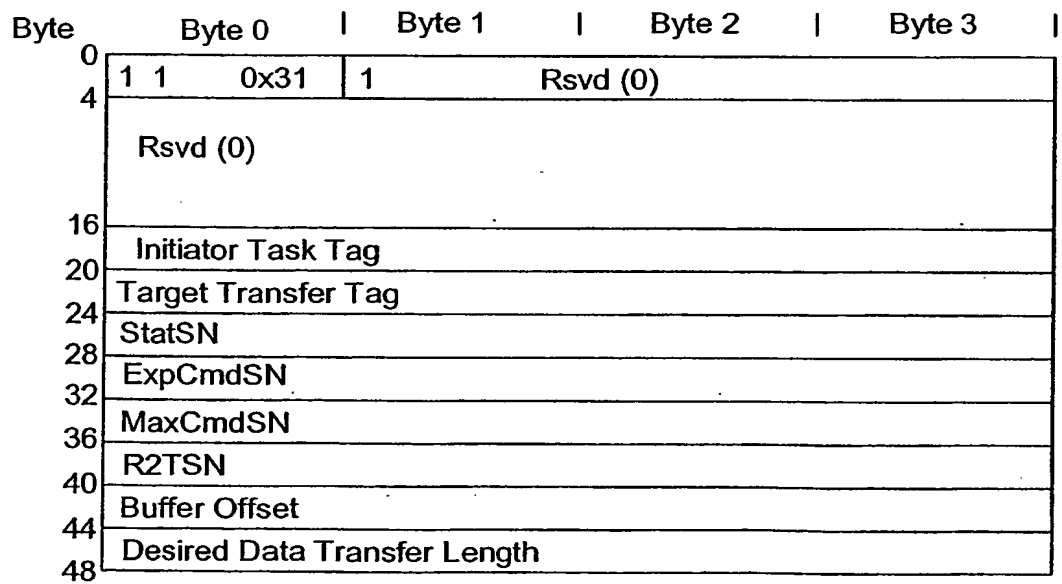 Byte Byte 0 | Byte 1 | Byte 2 | Byte 3 |
0
1 1 0x31 1 Rsvd (0)
4
Rsvd (0)
16
Initiator Task Tag
20
Target Transfer Tag
24
StatSN
28
ExpCmdSN
32
MaxCmdSN
36
R2TSN
40
Buffer Offset
44
Desired Data Transfer Length
48